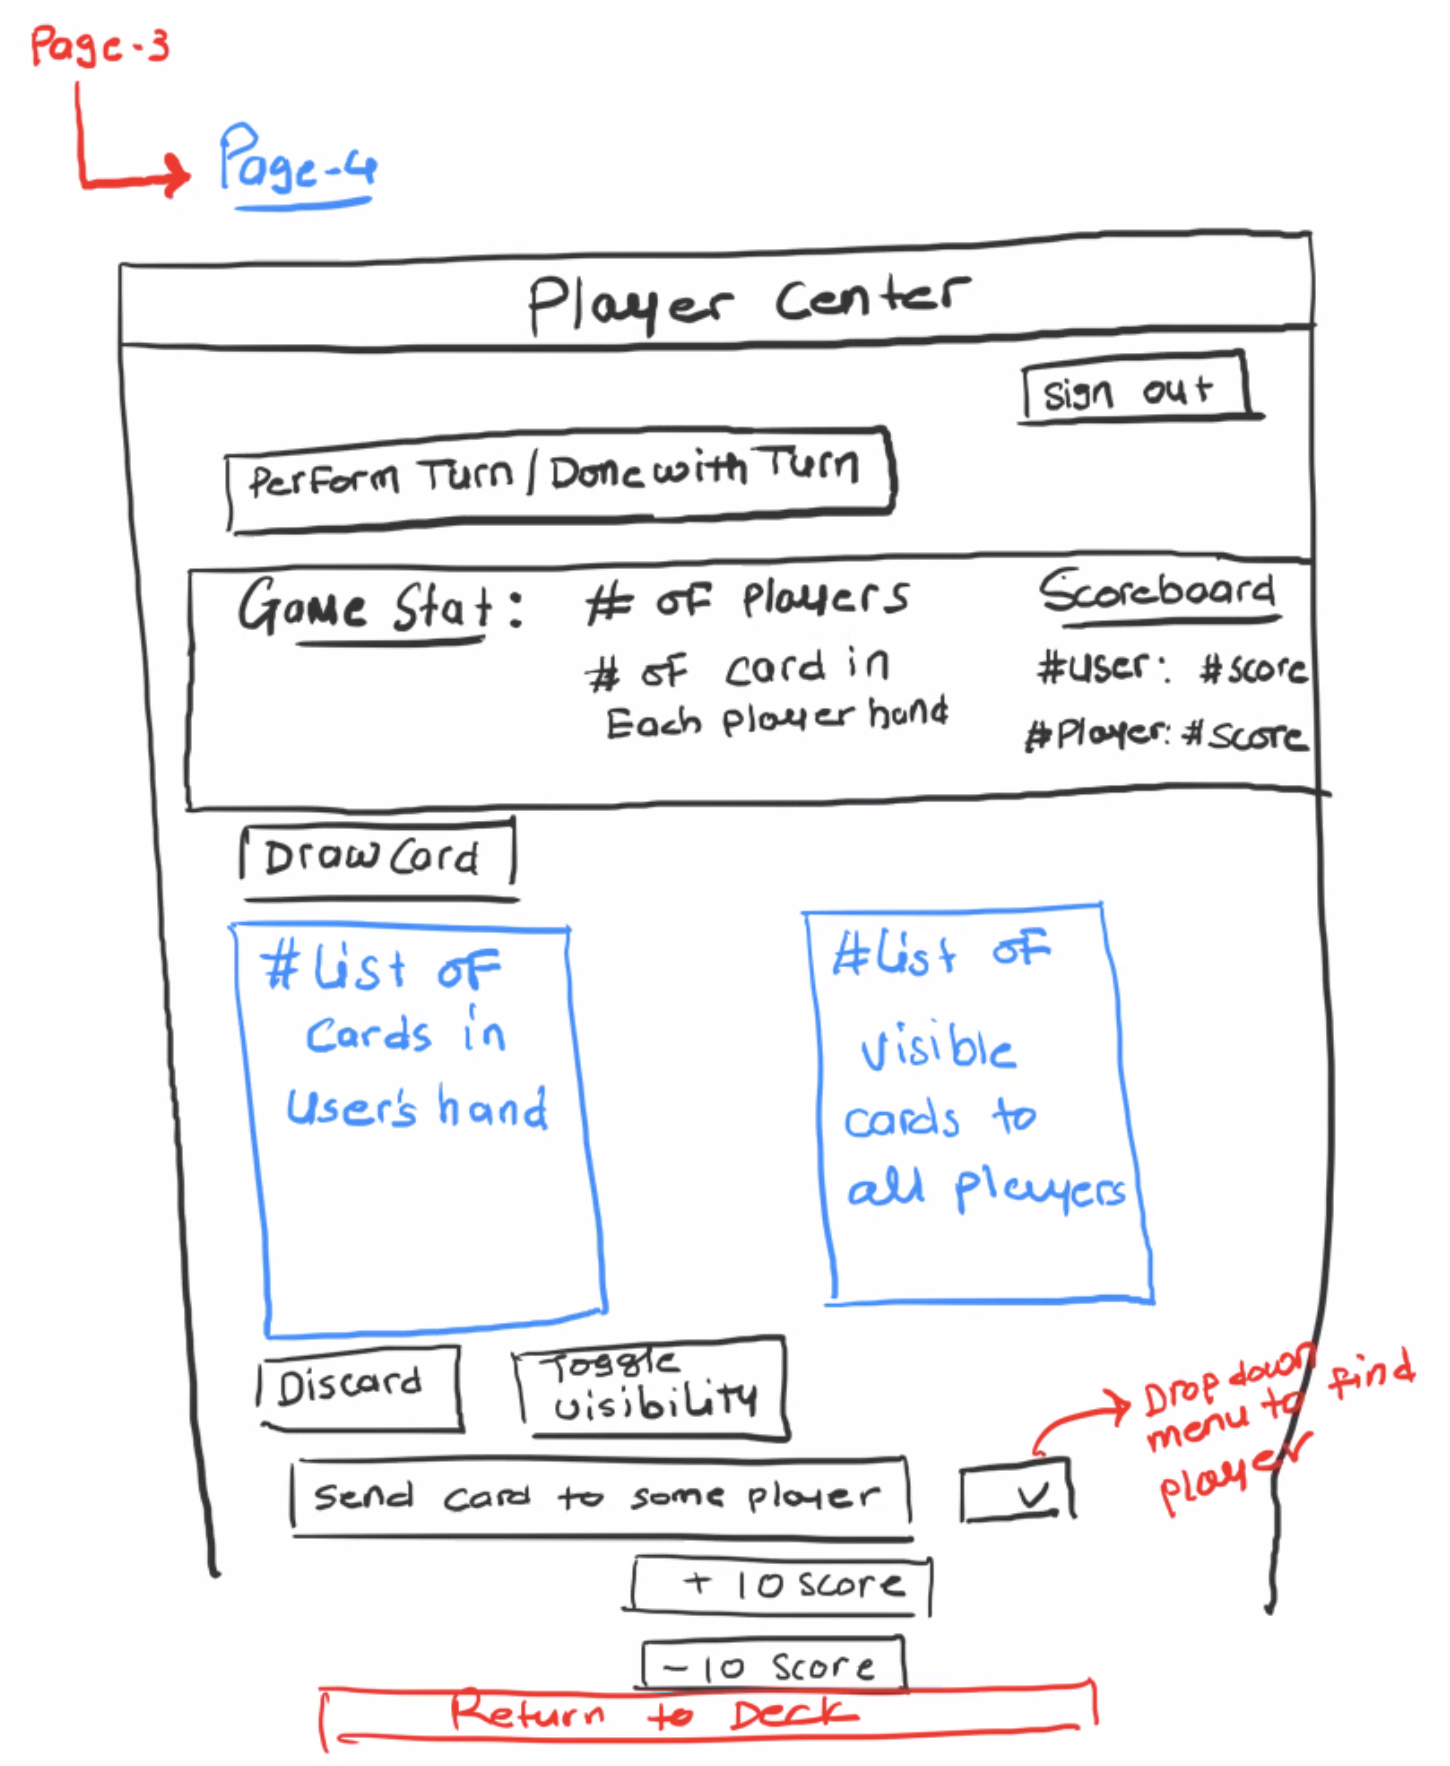 Page-3
Page-4
Player Center
Sign out
Perform Turn / Done with Turn
Game Stat: # of players
# of card in
Each player hand
Scoreboard
#user: #score
#Player: #score
Draw Card
#List of
Cards in
User's hand
#List of
visible
cards to
all players
Discard
Toggle
visibility
Drop down
menu to find
player
Send card to some player
+ 10 score
- 10 score
Return to Deck